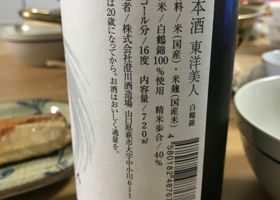 本酒 東洋美人 白鶴錦
料/米(国産)・米麹(国産米)
米/白鶴錦100%使用 精米歩合/40%
コール分/16度 内容量/720ml
者/株式会社澄川酒造場 山口県萩市大字中小川611
は20歳になってから。お酒はおいしく適量を。
4 580182 4876